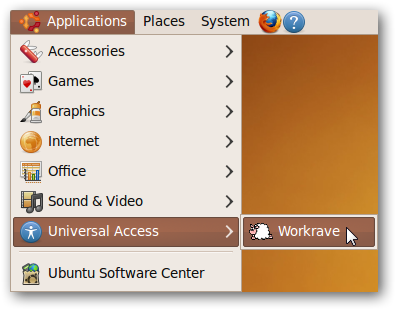 Applications Places System
Accessories
Games
Graphics
Internet
Office
Sound & Video
Universal Access
Workrave
Ubuntu Software Center